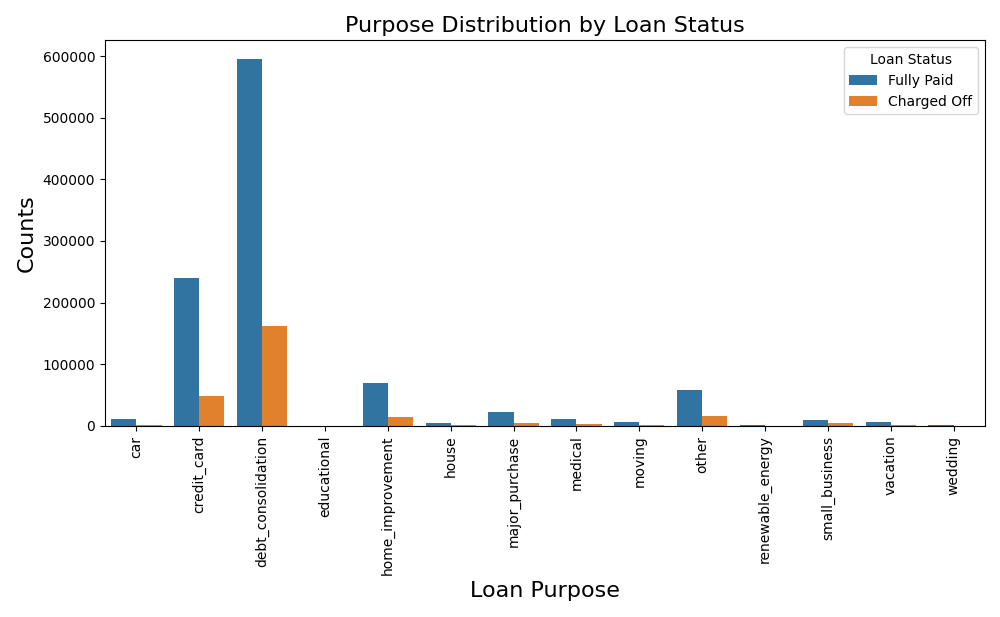 Purpose Distribution by Loan Status
Loan Status
Fully Paid
Charged Off
Counts
600000
500000
400000
300000
200000
100000
0
car
credit_card
debt_consolidation
educational
home_improvement
house
major_purchase
medical
moving
other
renewable_energy
small_business
vacation
wedding
Loan Purpose